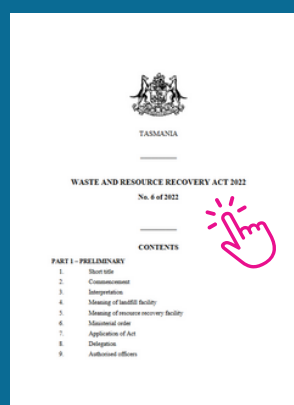 TASMANIA
WASTE AND RESOURCE RECOVERY ACT 2022
No. 6 of 2022
CONTENTS
PART 1 – PRELIMINARY
1. Short title
2. Commencement
3. Interpretation
4. Meaning of landfill facility
5. Meaning of resource recovery facility
6. Ministerial order
7. Application of Act
8. Delegation
9. Authorised officers